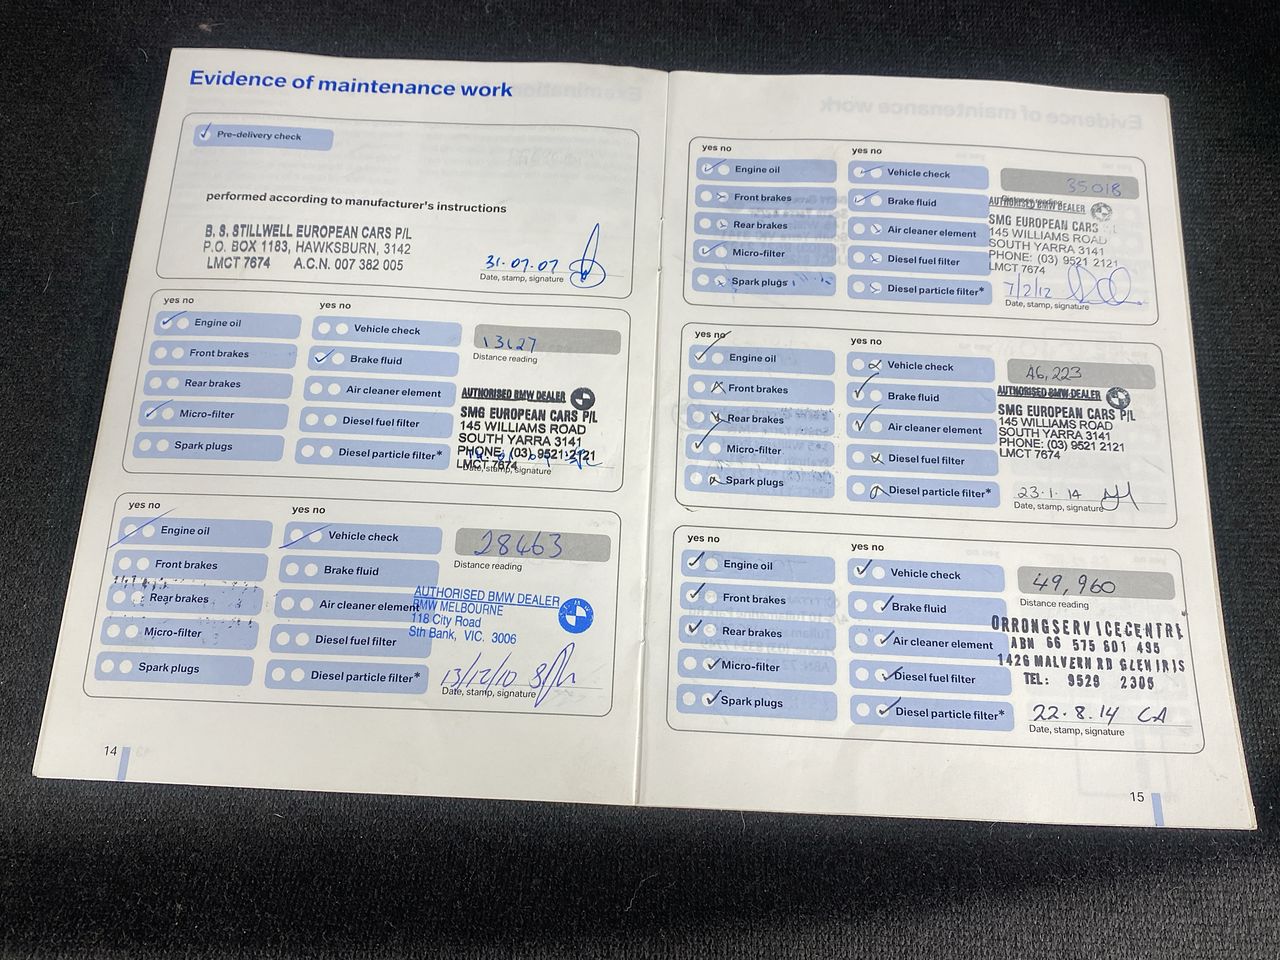 Evidence of maintenance work
Pre-delivery check
performed according to manufacturer's instructions
B. S. STILLWELL EUROPEAN CARS P/L
P.O. BOX 1183, HAWKSBURN, 3142
LMCT 7674 A.C.N. 007 382 005
31.07.07
Date, stamp, signature
yes no
yes no
Engine oil
Vehicle check
Front brakes
Brake fluid
Rear brakes
Air cleaner element
Micro-filter
Diesel fuel filter
Spark plugs
Diesel particle filter*
13127
Distance reading
AUTHORISED BMW DEALER
SMG EUROPEAN CARS P/L
145 WILLIAMS ROAD
SOUTH YARRA 3141
PHONE: (03) 9521 2121
LMCT 7674
Date, stamp, signature
yes no
yes no
Engine oil
Vehicle check
Front brakes
Brake fluid
Rear brakes
Air cleaner element
Micro-filter
Diesel fuel filter
Spark plugs
Diesel particle filter*
28463
Distance reading
AUTHORISED BMW DEALER
BMW MELBOURNE
118 City Road
Sth Bank, VIC. 3006
13/12/10
Date, stamp, signature
14
yes no
yes no
Engine oil
Vehicle check
Front brakes
Brake fluid
Rear brakes
Air cleaner element
Micro-filter
Diesel fuel filter
Spark plugs
Diesel particle filter*
35018
Distance reading
AUTHORISED BMW DEALER
SMG EUROPEAN CARS
145 WILLIAMS ROAD
SOUTH YARRA 3141
PHONE: (03) 9521 2121
LMCT 7674
7/2/12
Date, stamp, signature
yes no
yes no
Engine oil
Vehicle check
Front brakes
Brake fluid
Rear brakes
Air cleaner element
Micro-filter
Diesel fuel filter
Spark plugs
Diesel particle filter*
46,223
AUTHORISED BMW DEALER
SMG EUROPEAN CARS P/L
145 WILLIAMS ROAD
SOUTH YARRA 3141
PHONE: (03) 9521 2121
LMCT 7674
23.1.14
Date, stamp, signature
yes no
yes no
Engine oil
Vehicle check
Front brakes
Brake fluid
Rear brakes
Air cleaner element
Micro-filter
Diesel fuel filter
Spark plugs
Diesel particle filter*
49,960
Distance reading
ORRONG SERVICE CENTRE
ABN 66 575 601 495
1426 MALVERN RD GLEN IRIS
TEL: 9529 2305
22.8.14 CA
Date, stamp, signature
15